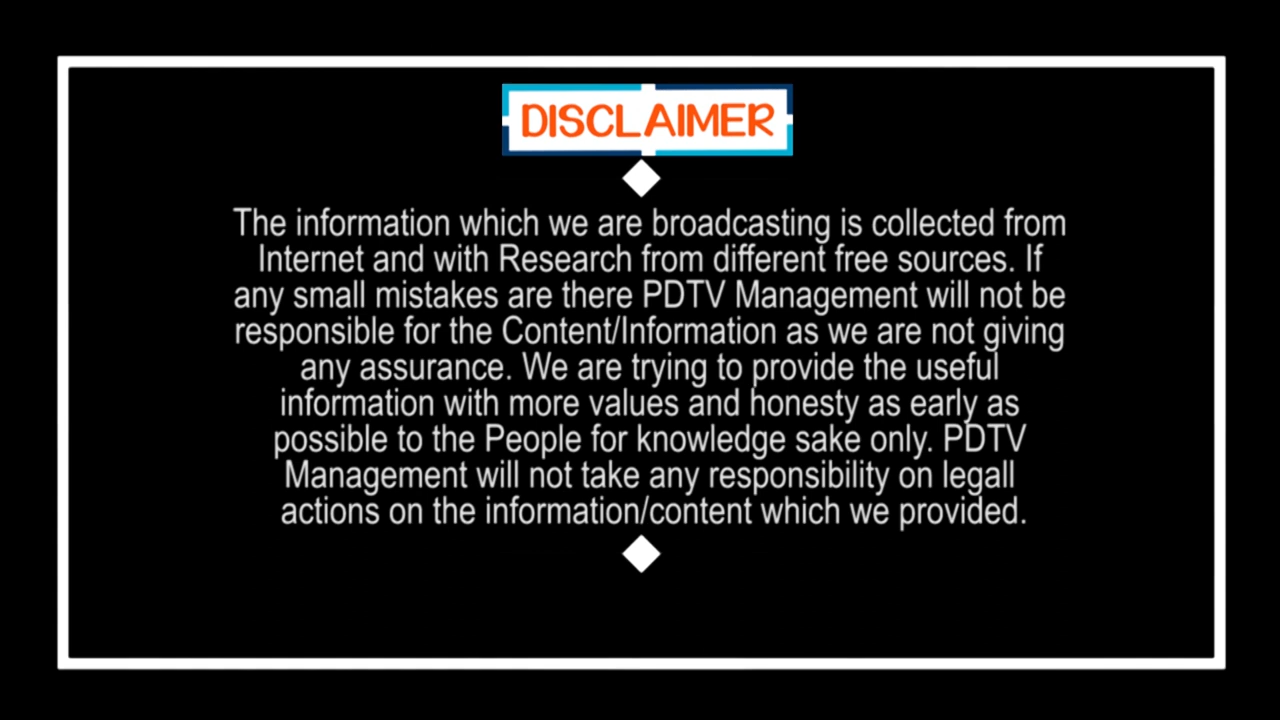 DISCLAIMER
The information which we are broadcasting is collected from
Internet and with Research from different free sources. If
any small mistakes are there PDTV Management will not be
responsible for the Content/Information as we are not giving
any assurance. We are trying to provide the useful
information with more values and honesty as early as
possible to the People for knowledge sake only. PDTV
Management will not take any responsibility on legall
actions on the information/content which we provided.